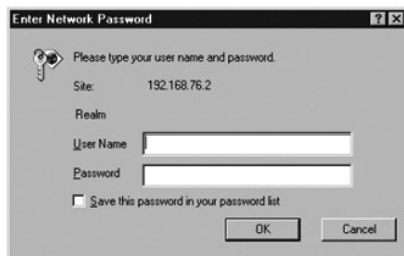 Enter Network Password
Please type your user name and password.
Site: 192.168.76.2
Realm
User Name
Password
Save this password in your password list
OK Cancel